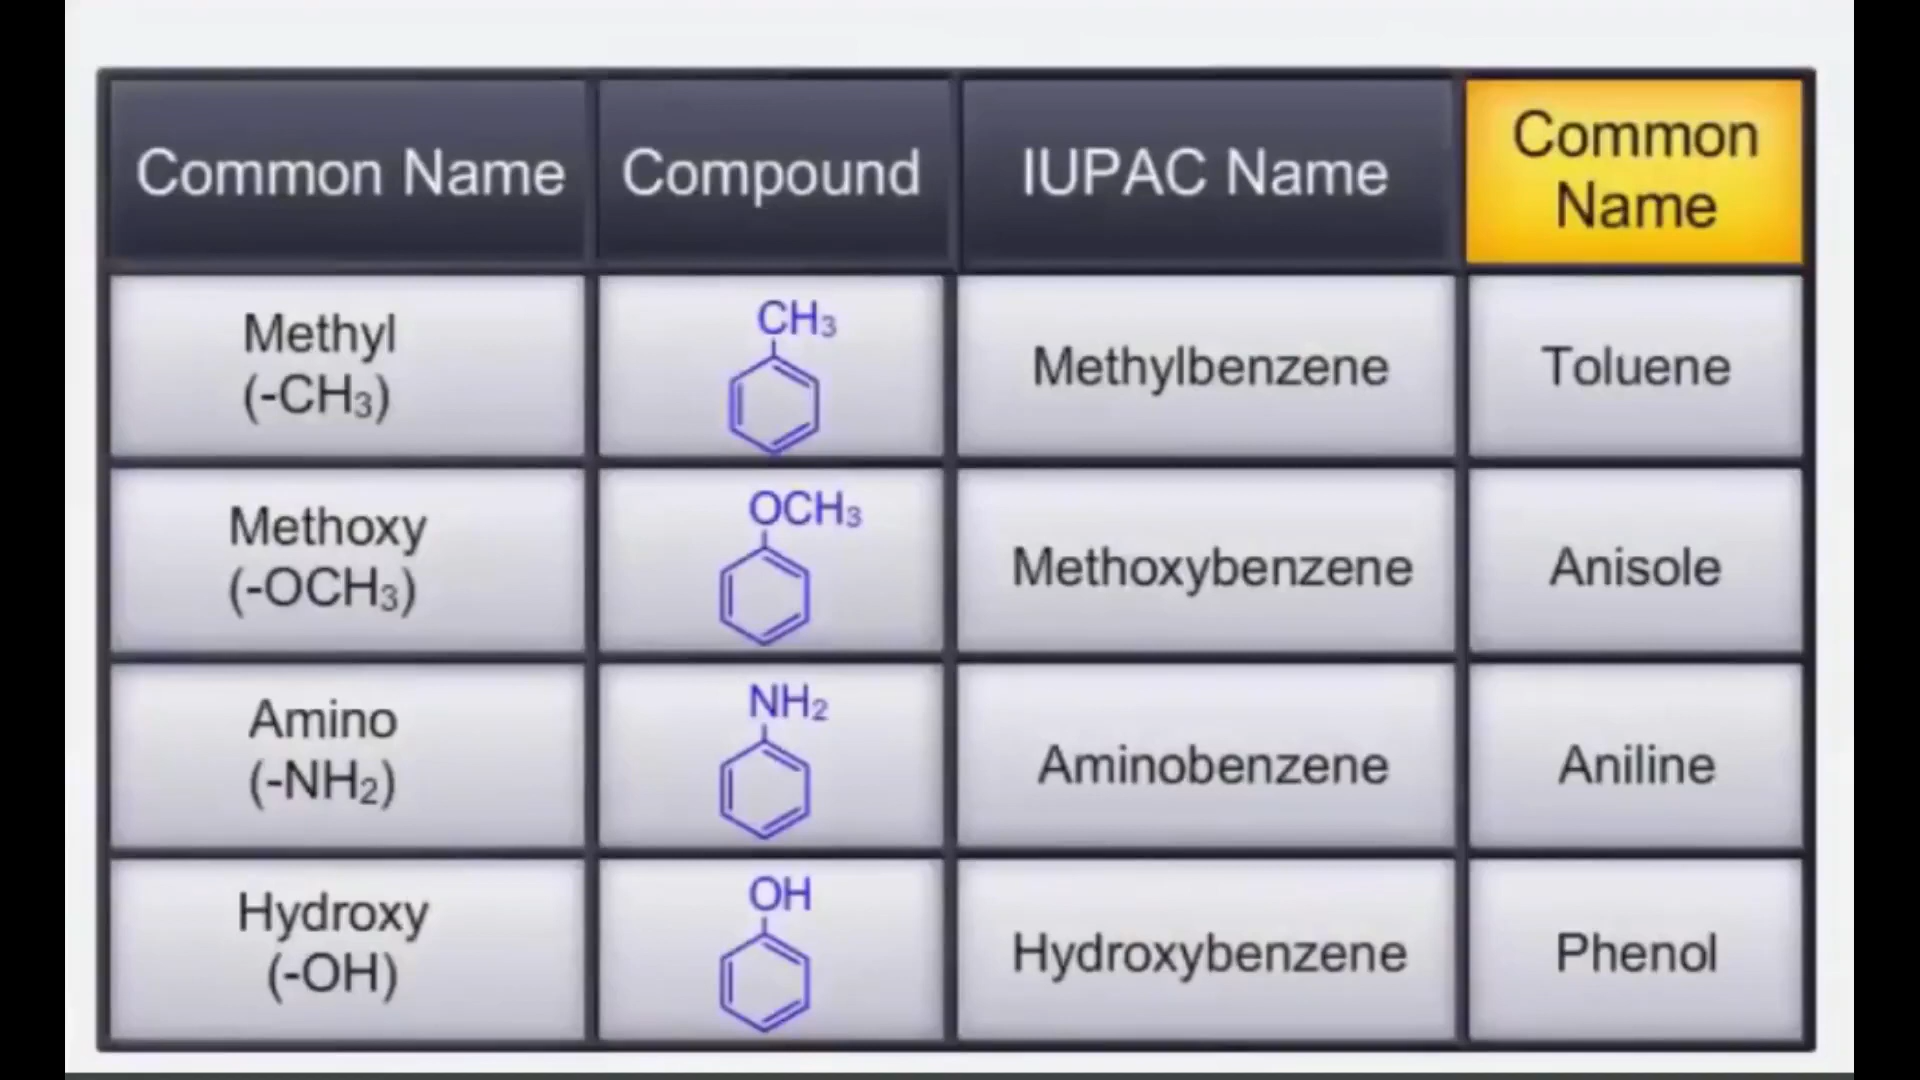 Common Name
Compound
IUPAC Name
Common
Name
Methyl
(-CH₃)
CH₃
Methylbenzene
Toluene
Methoxy
(-OCH₃)
OCH₃
Methoxybenzene
Anisole
Amino
(-NH₂)
NH₂
Aminobenzene
Aniline
Hydroxy
(-OH)
OH
Hydroxybenzene
Phenol